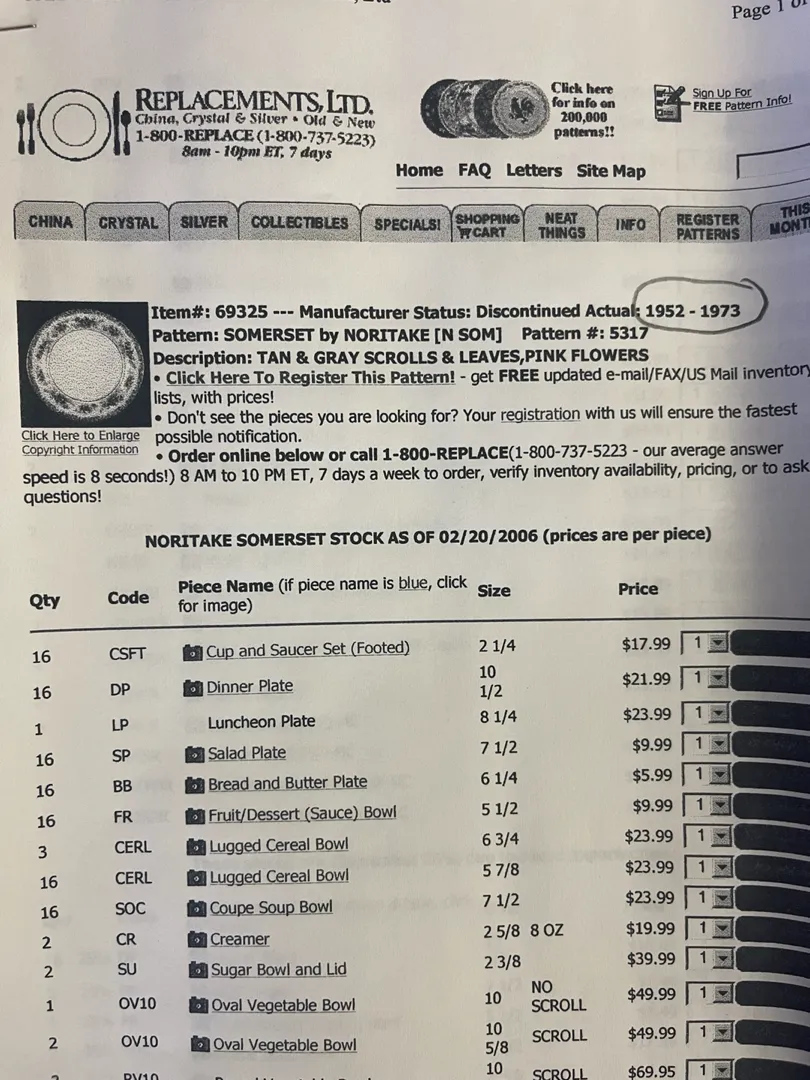 Page 1 of
REPLACEMENTS, LTD.
China, Crystal & Silver • Old & New
1-800-REPLACE (1-800-737-5223)
8am - 10pm ET, 7 days
Click here
for info on
200,000
patterns!!
Sign Up For
FREE Pattern Info!
Home FAQ Letters Site Map
CHINA CRYSTAL SILVER COLLECTIBLES SPECIALS! SHOPPING CART NEAT THINGS INFO REGISTER PATTERNS THIS MONT
Item#: 69325 --- Manufacturer Status: Discontinued Actual: 1952 - 1973
Pattern: SOMERSET by NORITAKE [N SOM] Pattern #: 5317
Description: TAN & GRAY SCROLLS & LEAVES,PINK FLOWERS
• Click Here To Register This Pattern! - get FREE updated e-mail/FAX/US Mail inventory
lists, with prices!
• Don't see the pieces you are looking for? Your registration with us will ensure the fastest
Click Here to Enlarge possible notification.
Copyright Information • Order online below or call 1-800-REPLACE(1-800-737-5223 - our average answer
speed is 8 seconds!) 8 AM to 10 PM ET, 7 days a week to order, verify inventory availability, pricing, or to ask
questions!
NORITAKE SOMERSET STOCK AS OF 02/20/2006 (prices are per piece)
Qty Code Piece Name (if piece name is blue, click for image) Size Price
16 CSFT Cup and Saucer Set (Footed) 2 1/4 $17.99 1
16 DP Dinner Plate 10 1/2 $21.99 1
1 LP Luncheon Plate 8 1/4 $23.99 1
16 SP Salad Plate 7 1/2 $9.99 1
16 BB Bread and Butter Plate 6 1/4 $5.99 1
16 FR Fruit/Dessert (Sauce) Bowl 5 1/2 $9.99 1
3 CERL Lugged Cereal Bowl 6 3/4 $23.99 1
16 CERL Lugged Cereal Bowl 5 7/8 $23.99 1
16 SOC Coupe Soup Bowl 7 1/2 $23.99 1
2 CR Creamer 2 5/8 8 OZ $19.99 1
2 SU Sugar Bowl and Lid 2 3/8 $39.99 1
1 OV10 Oval Vegetable Bowl 10 NO SCROLL $49.99 1
2 OV10 Oval Vegetable Bowl 10 5/8 SCROLL $49.99 1
10 SCROLL $69.95 1